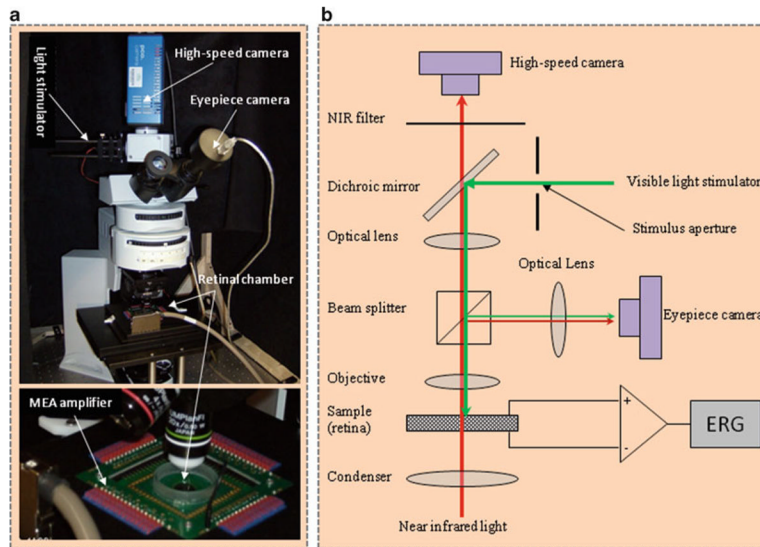 a
Light stimulator
High-speed camera
Eyepiece camera
Retinal chamber
MEA amplifier
UMPlanFl
JAPAN
b
High-speed camera
NIR filter
Dichroic mirror
Visible light stimulator
Stimulus aperture
Optical lens
Optical Lens
Beam splitter
Eyepiece camera
Objective
Sample
(retina)
+
-
ERG
Condenser
Near infrared light